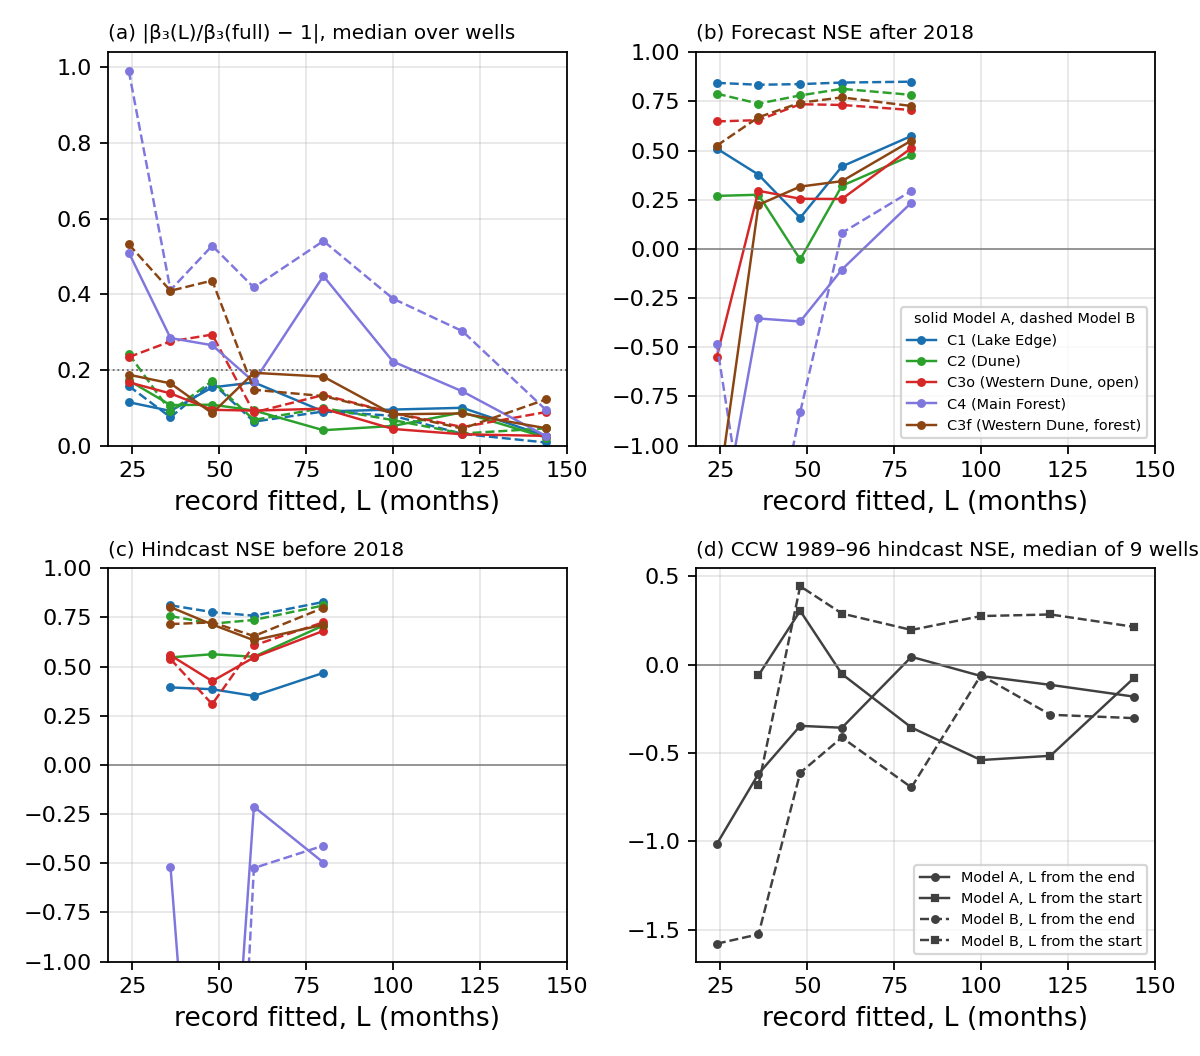 (a) |β₃(L)/β₃(full) − 1|, median over wells
1.0
0.8
0.6
0.4
0.2
0.0
25
50
75
100
125
150
record fitted, L (months)
(b) Forecast NSE after 2018
1.00
0.75
0.50
0.25
0.00
−0.25
−0.50
−0.75
−1.00
solid Model A, dashed Model B
C1 (Lake Edge)
C2 (Dune)
C3o (Western Dune, open)
C4 (Main Forest)
C3f (Western Dune, forest)
25
50
75
100
125
150
record fitted, L (months)
(c) Hindcast NSE before 2018
1.00
0.75
0.50
0.25
0.00
−0.25
−0.50
−0.75
−1.00
25
50
75
100
125
150
record fitted, L (months)
(d) CCW 1989–96 hindcast NSE, median of 9 wells
0.5
0.0
−0.5
−1.0
−1.5
Model A, L from the end
Model A, L from the start
Model B, L from the end
Model B, L from the start
25
50
75
100
125
150
record fitted, L (months)